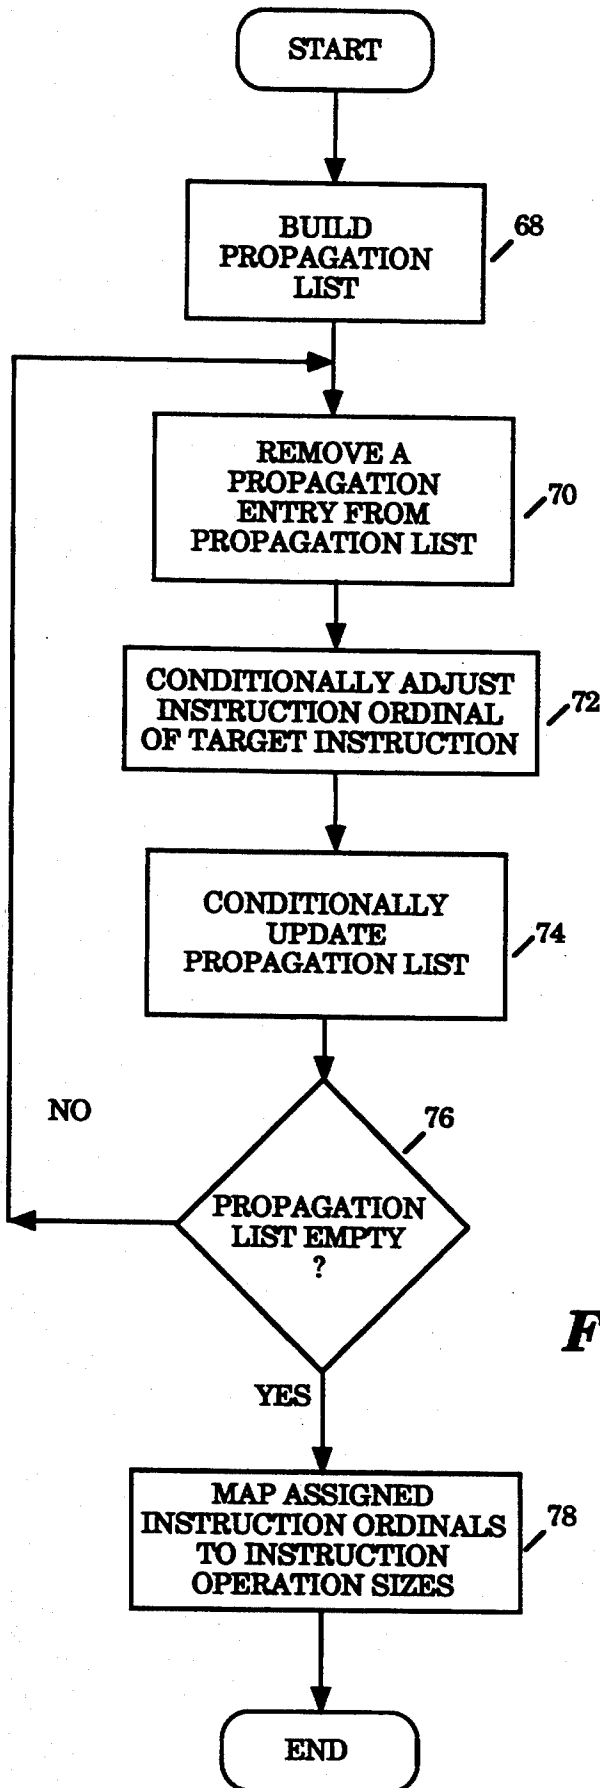 START
BUILD
PROPAGATION
LIST
68
REMOVE A
PROPAGATION
ENTRY FROM
PROPAGATION LIST
70
CONDITIONALLY ADJUST
INSTRUCTION ORDINAL
OF TARGET INSTRUCTION
72
CONDITIONALLY
UPDATE
PROPAGATION LIST
74
NO
76
PROPAGATION
LIST EMPTY
?
F
YES
MAP ASSIGNED
INSTRUCTION ORDINALS
TO INSTRUCTION
OPERATION SIZES
78
END